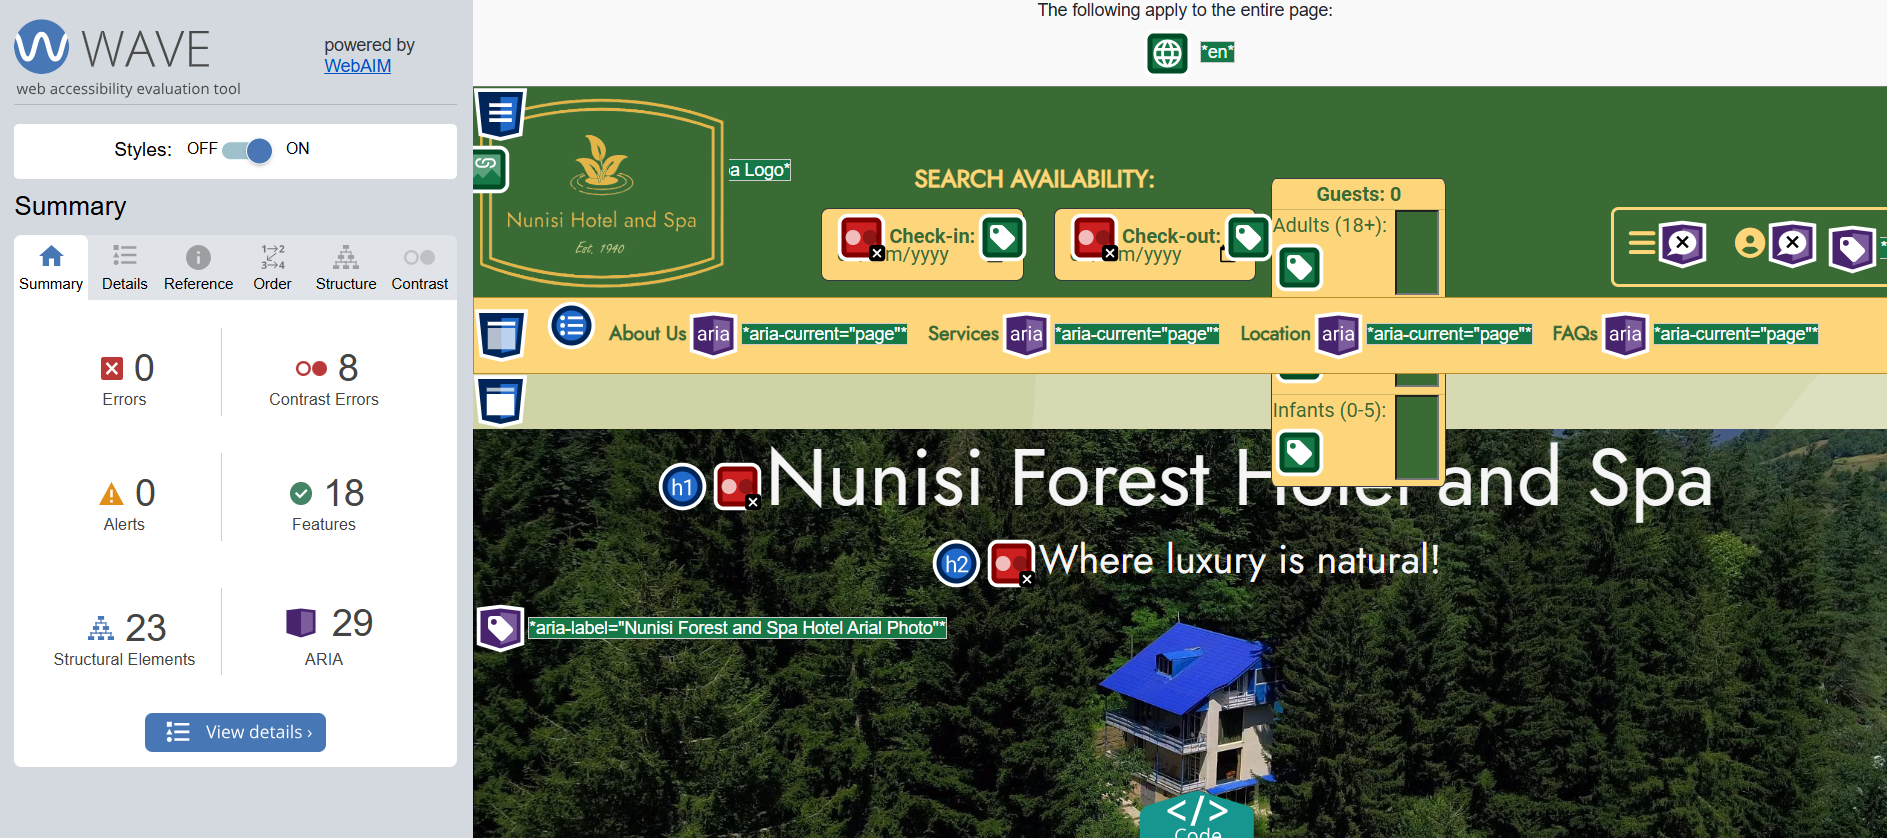 WAVE
web accessibility evaluation tool
powered by
WebAIM
Styles: OFF ON
Summary
Summary
Details
Reference
Order
Structure
Contrast
0
Errors
8
Contrast Errors
0
Alerts
18
Features
23
Structural Elements
29
ARIA
View details ›
The following apply to the entire page:
*en*
Nunisi Hotel and Spa
Est. 1940
a Logo*
SEARCH AVAILABILITY:
Check-in:
m/yyyy
Check-out:
m/yyyy
Guests: 0
Adults (18+):
About Us aria *aria-current="page"*
Services aria *aria-current="page"*
Location aria *aria-current="page"*
FAQs aria *aria-current="page"*
Infants (0-5):
h1 Nunisi Forest Hotel and Spa
h2 Where luxury is natural!
*aria-label="Nunisi Forest and Spa Hotel Arial Photo"*
</>
Code